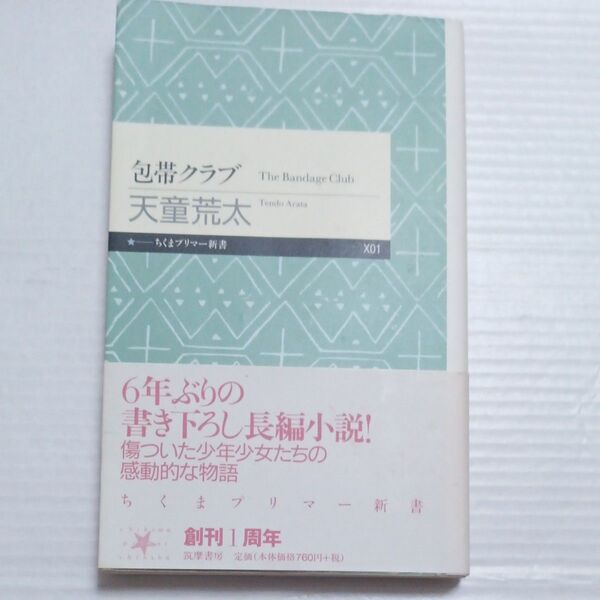 包帯クラブ The Bandage Club
天童荒太 Tendo Arata
★──ちくまプリマー新書 X01
6年ぶりの
書き下ろし長編小説!
傷ついた少年少女たちの
感動的な物語
ちくまプリマー新書
創刊1周年
筑摩書房 定価(本体価格760円+税)